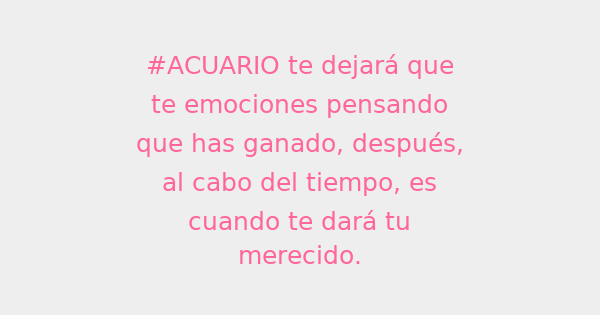 #ACUARIO te dejará que
te emociones pensando
que has ganado, después,
al cabo del tiempo, es
cuando te dará tu
merecido.